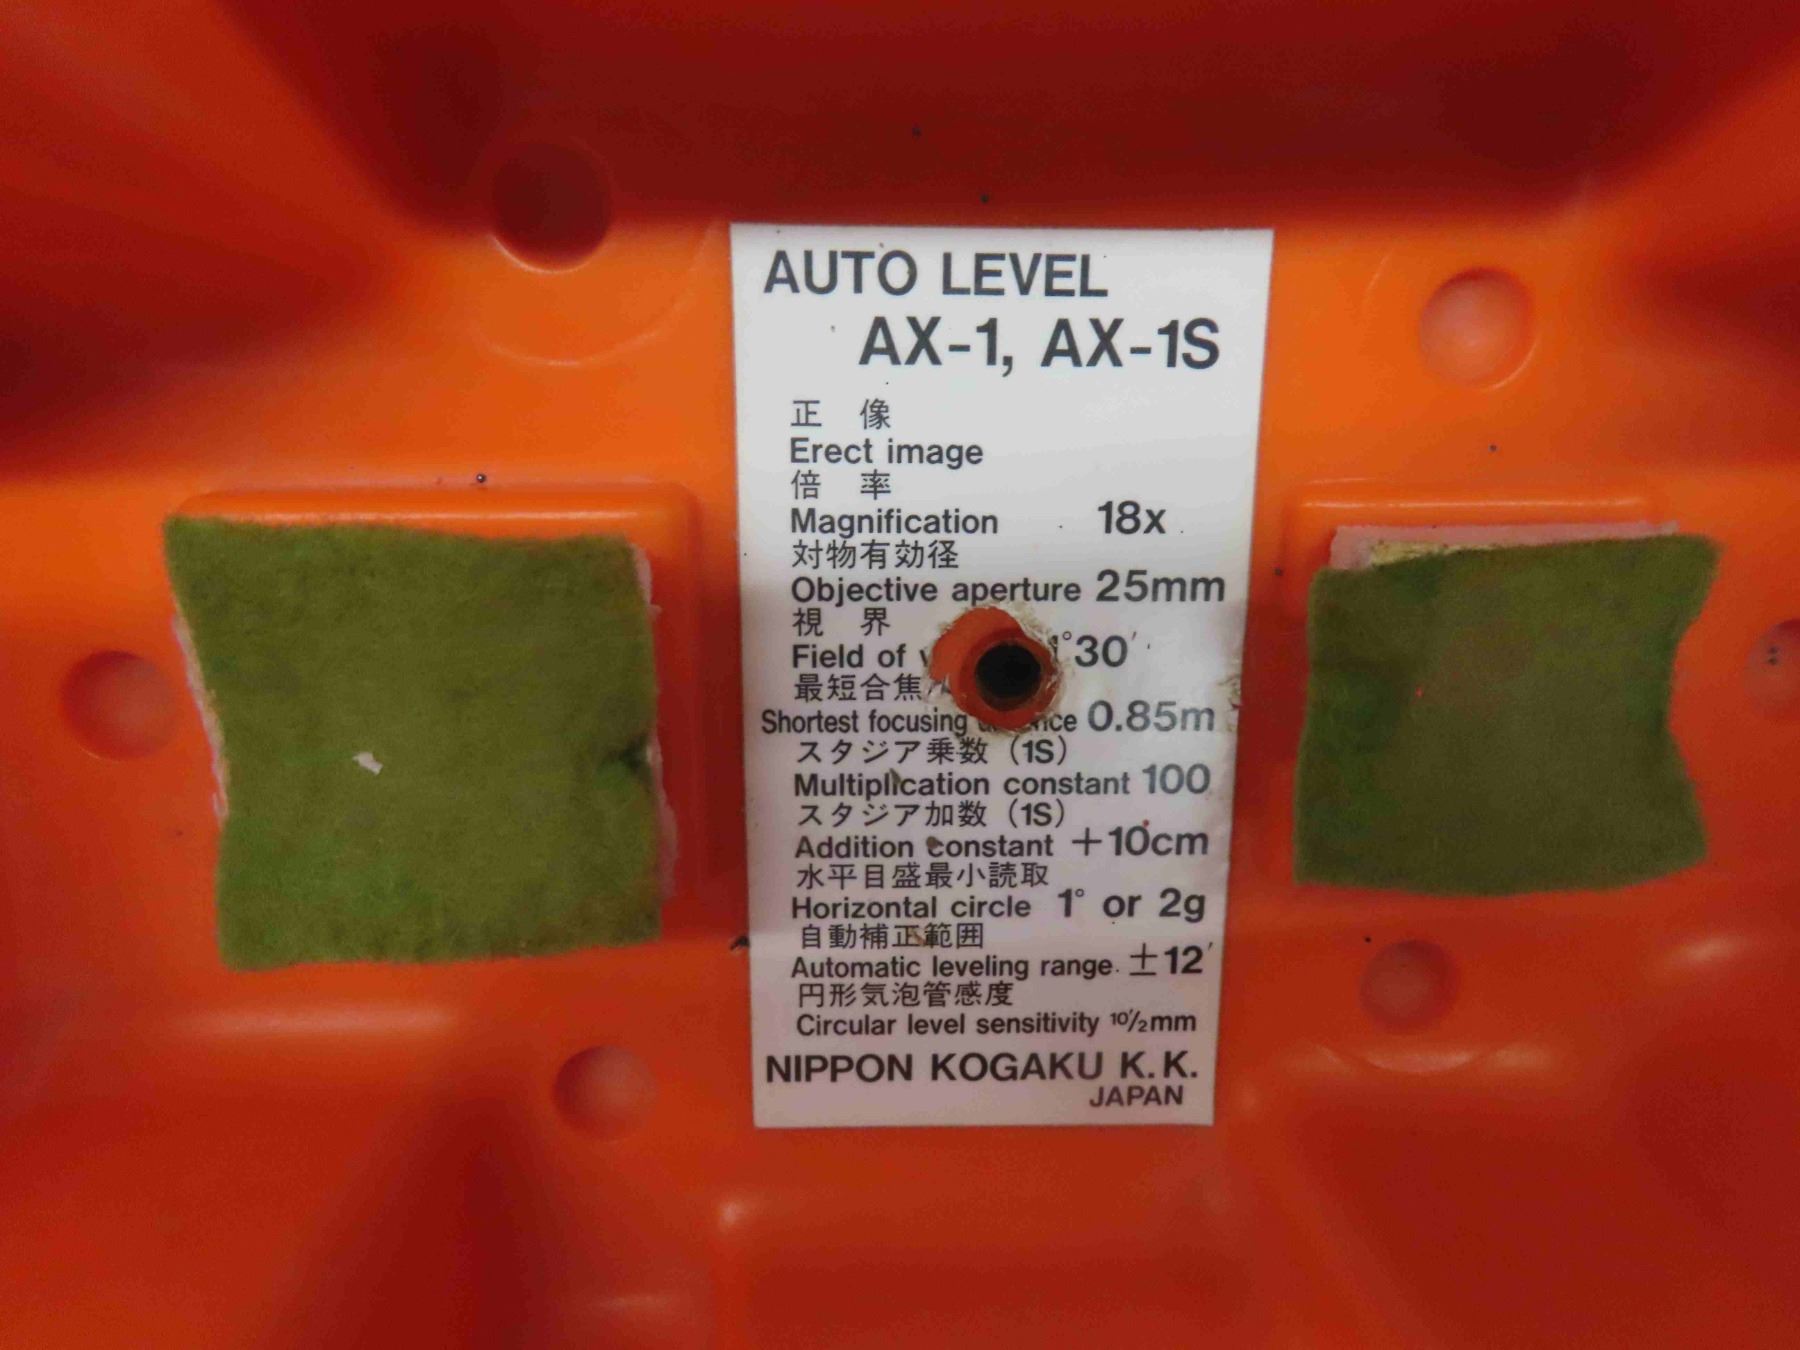 AUTO LEVEL
AX-1, AX-1S
正 像
Erect image
倍 率
Magnification 18x
対物有効径
Objective aperture 25mm
視 界
Field of 1°30′
最短合焦
Shortest focusing 0.85m
スタジア乗数 (1S)
Multiplication constant 100
スタジア加数 (1S)
Addition constant +10cm
水平目盛最小読取
Horizontal circle 1° or 2g
自動補正範囲
Automatic leveling range ±12′
円形気泡管感度
Circular level sensitivity 10′/2mm
NIPPON KOGAKU K.K.
JAPAN